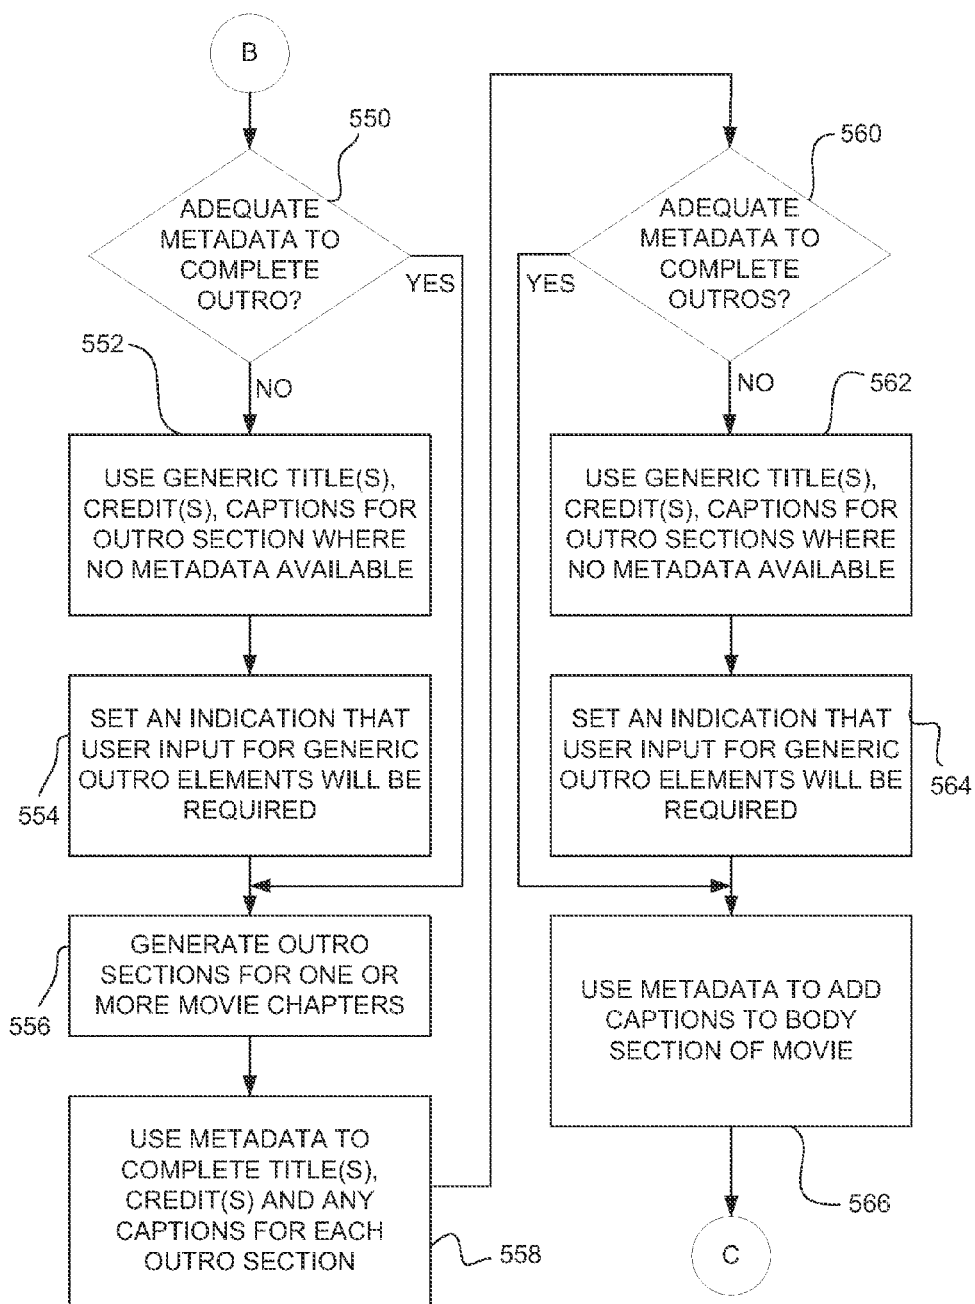 B
550
ADEQUATE
METADATA TO
COMPLETE
OUTRO?
YES
552
NO
USE GENERIC TITLE(S),
CREDIT(S), CAPTIONS FOR
OUTRO SECTION WHERE
NO METADATA AVAILABLE
SET AN INDICATION THAT
USER INPUT FOR GENERIC
OUTRO ELEMENTS WILL BE
REQUIRED
554
GENERATE OUTRO
SECTIONS FOR ONE OR
MORE MOVIE CHAPTERS
556
USE METADATA TO
COMPLETE TITLE(S),
CREDIT(S) AND ANY
CAPTIONS FOR EACH
OUTRO SECTION
558
560
ADEQUATE
METADATA TO
COMPLETE
OUTROS?
YES
NO
562
USE GENERIC TITLE(S),
CREDIT(S), CAPTIONS FOR
OUTRO SECTIONS WHERE
NO METADATA AVAILABLE
SET AN INDICATION THAT
USER INPUT FOR GENERIC
OUTRO ELEMENTS WILL BE
REQUIRED
564
USE METADATA TO ADD
CAPTIONS TO BODY
SECTION OF MOVIE
566
C